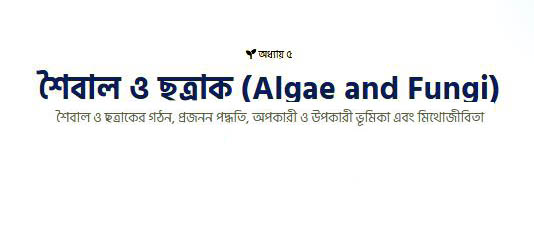 অধ্যায় ৫
শৈবাল ও ছত্রাক (Algae and Fungi)
শৈবাল ও ছত্রাকের গঠন, প্রজনন পদ্ধতি, অপকারী ও উপকারী ভূমিকা এবং মিথোজীবিতা